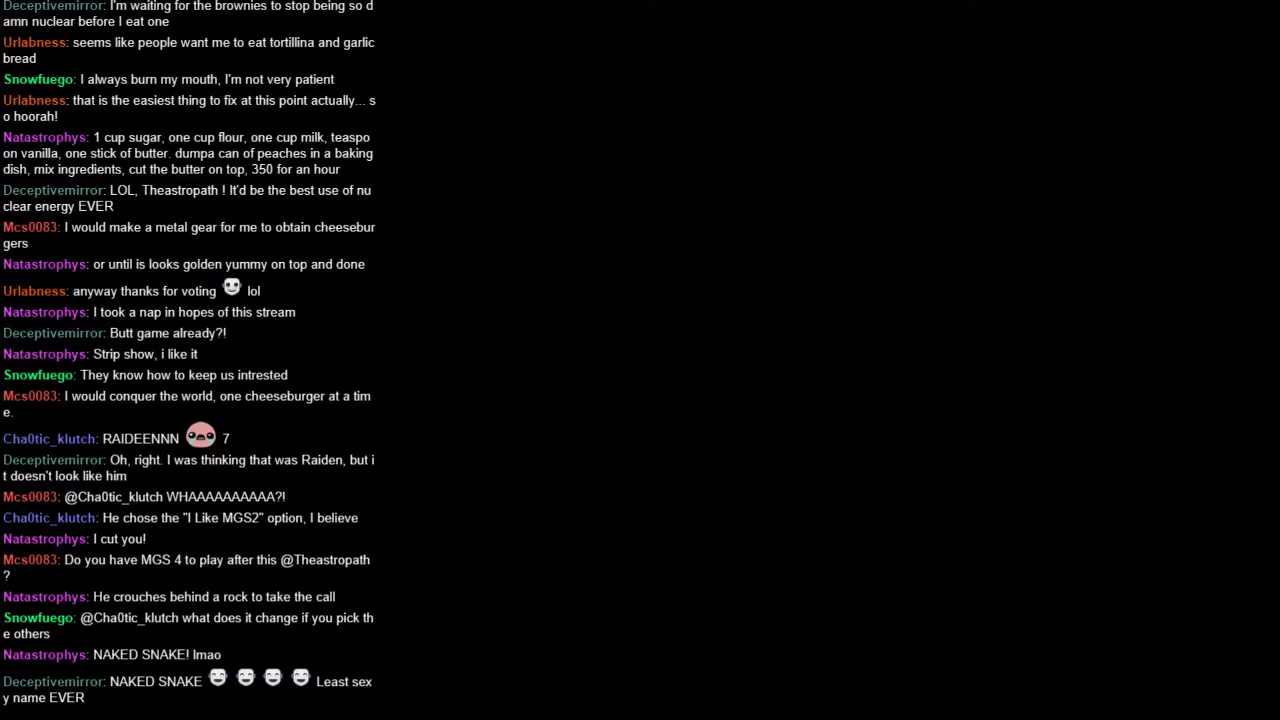 Deceptivemirror: I'm waiting for the brownies to stop being so d
amn nuclear before I eat one
Urlabness: seems like people want me to eat tortillina and garlic
bread
Snowfuego: I always burn my mouth, I'm not very patient
Urlabness: that is the easiest thing to fix at this point actually... s
o hoorah!
Natastrophys: 1 cup sugar, one cup flour, one cup milk, teaspo
on vanilla, one stick of butter. dumpa can of peaches in a baking
dish, mix ingredients, cut the butter on top, 350 for an hour
Deceptivemirror: LOL, Theastropath ! It'd be the best use of nu
clear energy EVER
Mcs0083: I would make a metal gear for me to obtain cheesebur
gers
Natastrophys: or until is looks golden yummy on top and done
Urlabness: anyway thanks for voting lol
Natastrophys: I took a nap in hopes of this stream
Deceptivemirror: Butt game already?!
Natastrophys: Strip show, i like it
Snowfuego: They know how to keep us intrested
Mcs0083: I would conquer the world, one cheeseburger at a tim
e.
Cha0tic_klutch: RAIDEENNN 7
Deceptivemirror: Oh, right. I was thinking that was Raiden, but i
t doesn't look like him
Mcs0083: @Cha0tic_klutch WHAAAAAAAAAA?!
Cha0tic_klutch: He chose the "I Like MGS2" option, I believe
Natastrophys: I cut you!
Mcs0083: Do you have MGS 4 to play after this @Theastropath
?
Natastrophys: He crouches behind a rock to take the call
Snowfuego: @Cha0tic_klutch what does it change if you pick th
e others
Natastrophys: NAKED SNAKE! lmao
Deceptivemirror: NAKED SNAKE Least sex
y name EVER